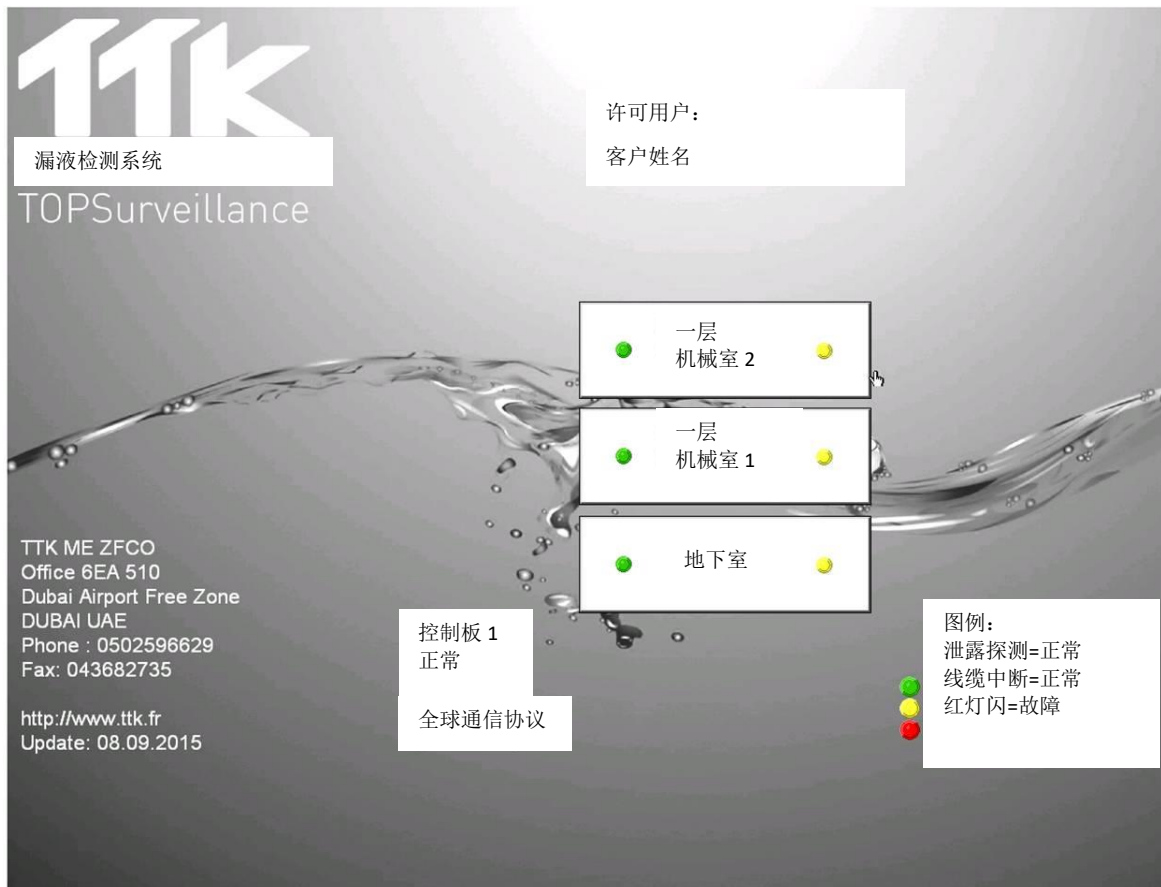 TTK
漏液检测系统
TOPSurveillance
许可用户：
客户姓名
一层
机械室 2
一层
机械室 1
地下室
TTK ME ZFCO
Office 6EA 510
Dubai Airport Free Zone
DUBAI UAE
Phone : 0502596629
Fax: 043682735
http://www.ttk.fr
Update: 08.09.2015
控制板 1
正常
全球通信协议
图例：
泄露探测=正常
线缆中断=正常
红灯闪=故障